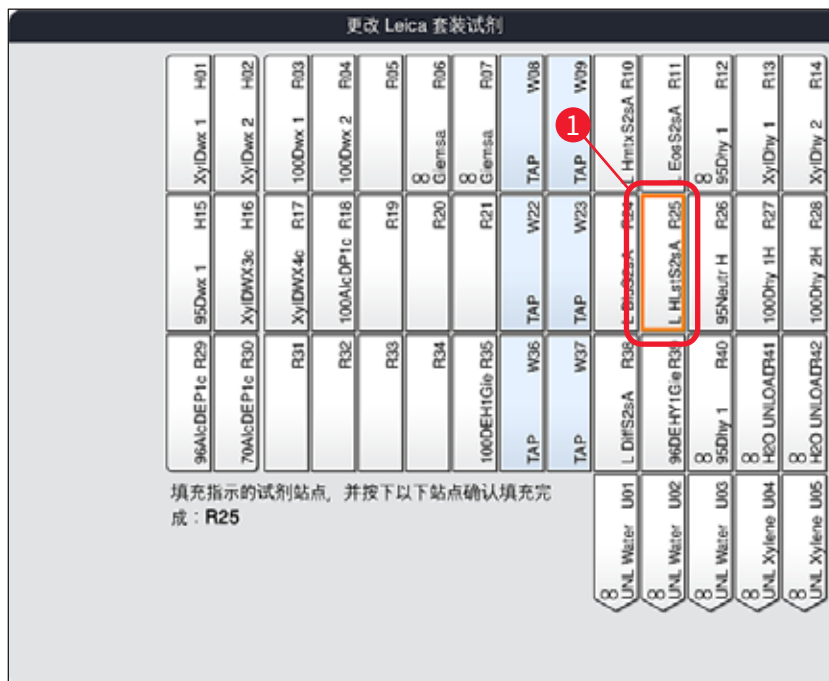 更改 Leica 套装试剂
XylDwx 1 H01
XylDwx 2 H02
100Dwx 1 R03
100Dwx 2 R04
R05
∞ Giemsa R06
∞ Giemsa R07
TAP W08
TAP W09
L HmtxS2sA R10
L EosS2sA R11
∞ 95Dhy 1 R12
XylDhy 1 R13
XylDhy 2 R14
1
95Dwx 1 H15
XylDWX3c H16
XylDWX4c R17
100AlcDP1c R18
R19
R20
R21
TAP W22
TAP W23
R24
L HLstS2sA R25
95Neutr H R26
100Dhy 1H R27
100Dhy 2H R28
96AlcDEP1c R29
70AlcDEP1c R30
R31
R32
R33
R34
100DEH1Gie R35
TAP W36
TAP W37
L DiffS2sA R38
96DEHY1Gie R39
∞ 95Dhy 1 R40
∞ H2O UNLOADR41
∞ H2O UNLOADR42
填充指示的试剂站点，并按下以下站点确认填充完
成：R25
∞ UNL Water U01
∞ UNL Water U02
∞ UNL Water U03
∞ UNL Xylene U04
∞ UNL Xylene U05